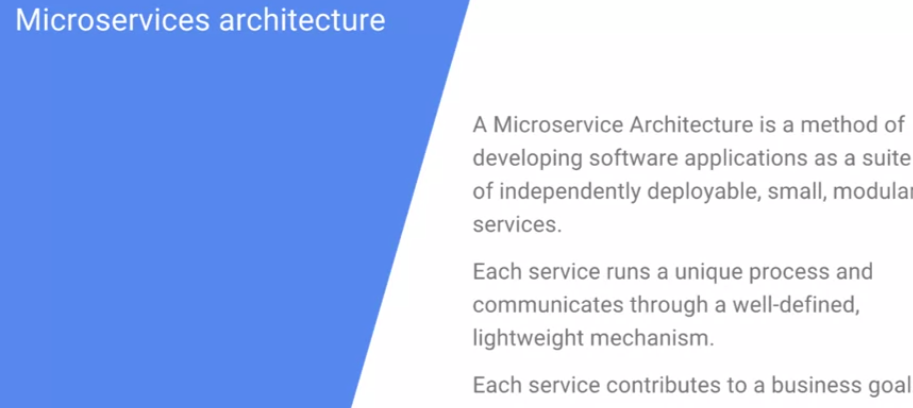 Microservices architecture
A Microservice Architecture is a method of
developing software applications as a suite
of independently deployable, small, modular
services.
Each service runs a unique process and
communicates through a well-defined,
lightweight mechanism.
Each service contributes to a business goal